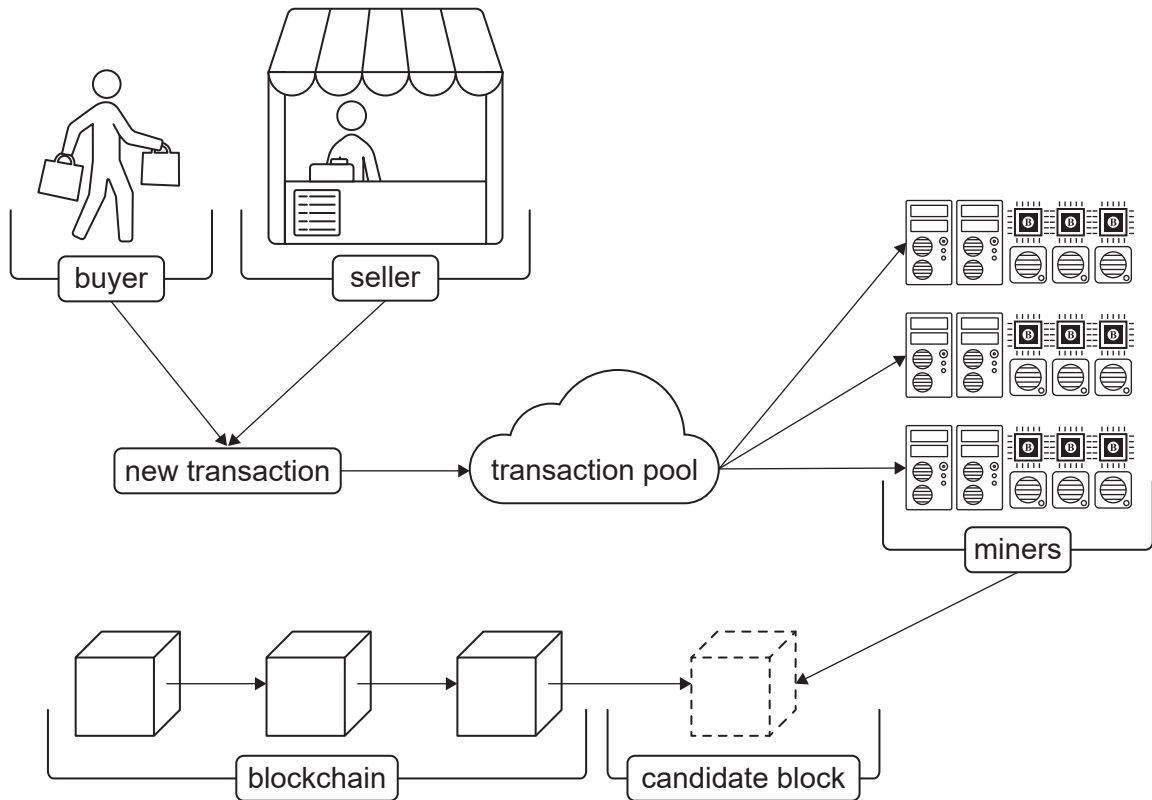 buyer
seller
new transaction
transaction pool
B B B
B B B
B B B
miners
blockchain
candidate block